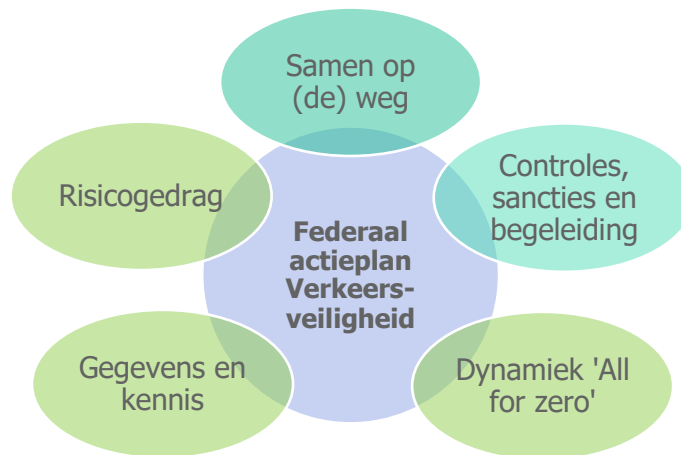 Samen op
(de) weg
Controles,
sancties en
begeleiding
Risicogedrag
Federaal
actieplan
Verkeers-
veiligheid
Gegevens en
kennis
Dynamiek 'All
for zero'